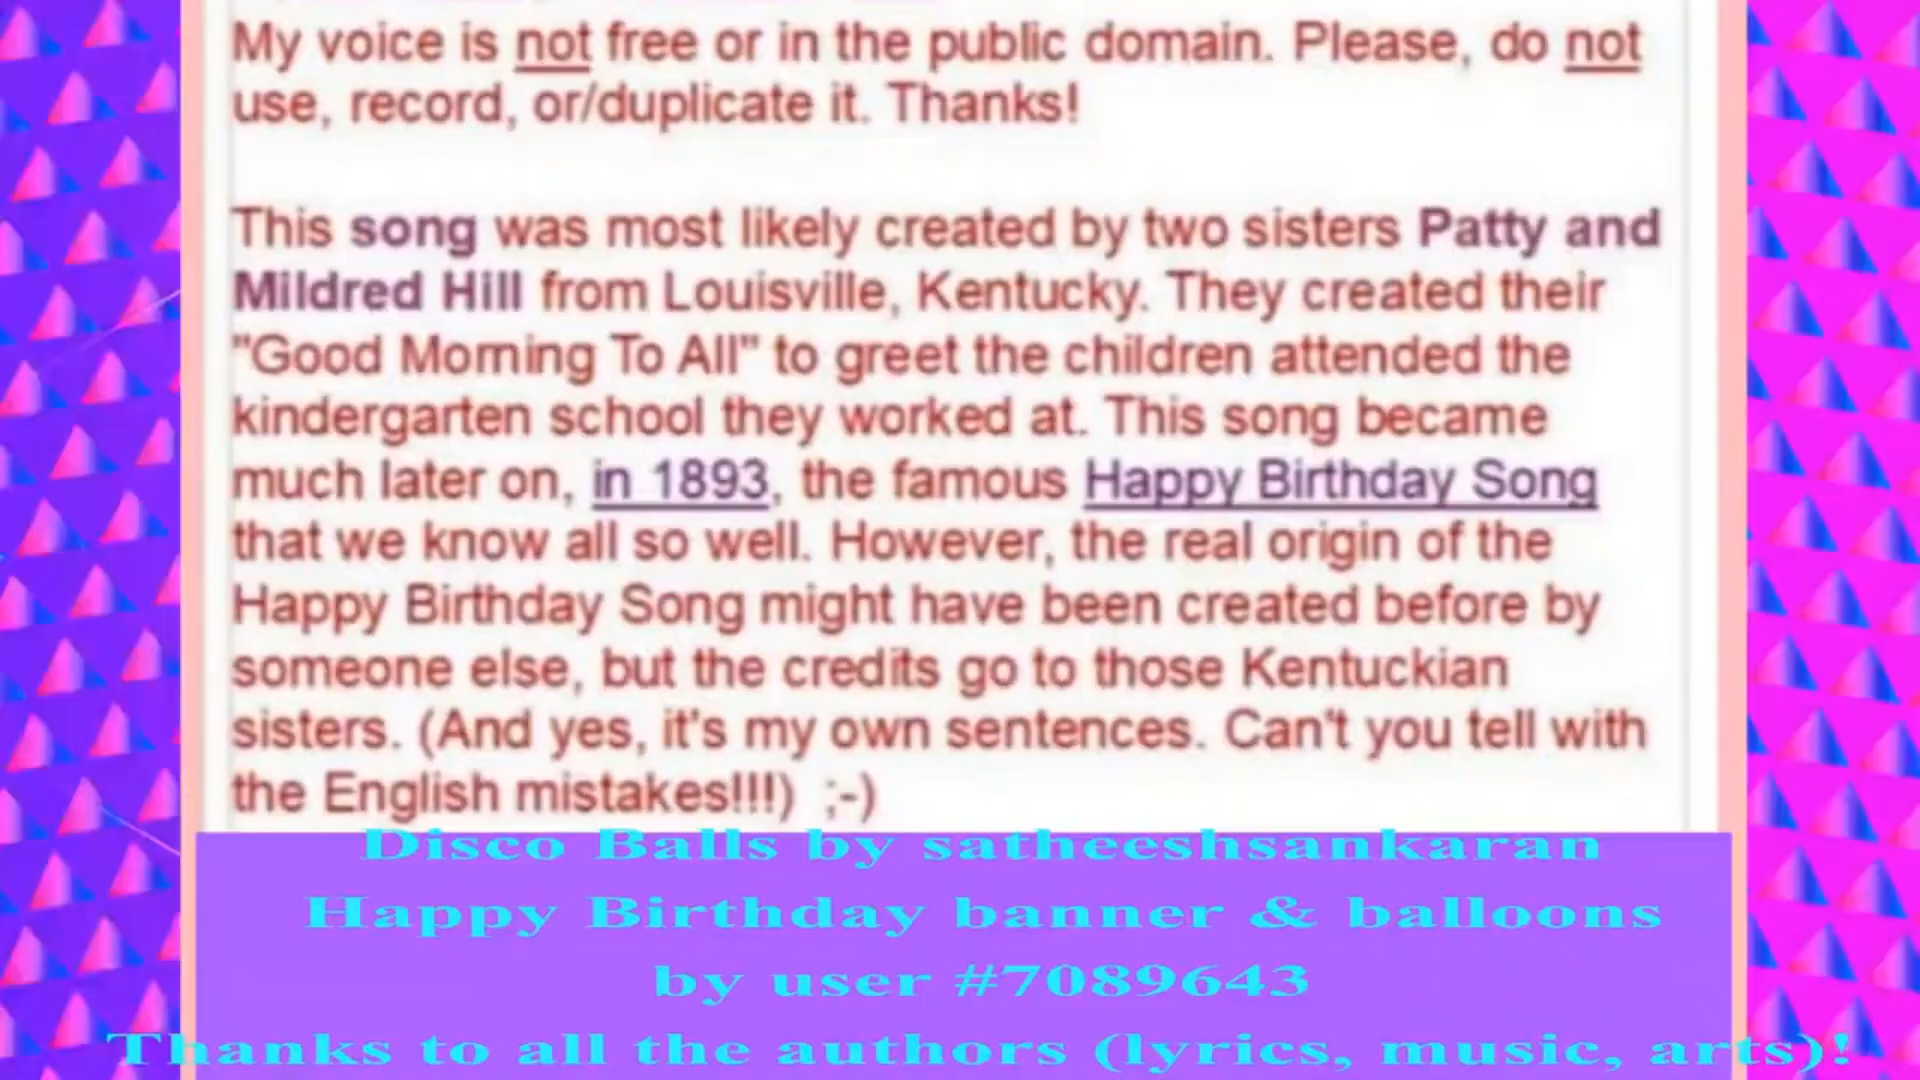 My voice is not free or in the public domain. Please, do not
use, record, or/duplicate it. Thanks!
This song was most likely created by two sisters Patty and
Mildred Hill from Louisville, Kentucky. They created their
"Good Morning To All" to greet the children attended the
kindergarten school they worked at. This song became
much later on, in 1893, the famous Happy Birthday Song
that we know all so well. However, the real origin of the
Happy Birthday Song might have been created before by
someone else, but the credits go to those Kentuckian
sisters. (And yes, it's my own sentences. Can't you tell with
the English mistakes!!!) ;-)
Disco Balls by satheeshsankaran
Happy Birthday banner & balloons
by user #7089643
Thanks to all the authors (lyrics, music, arts)!